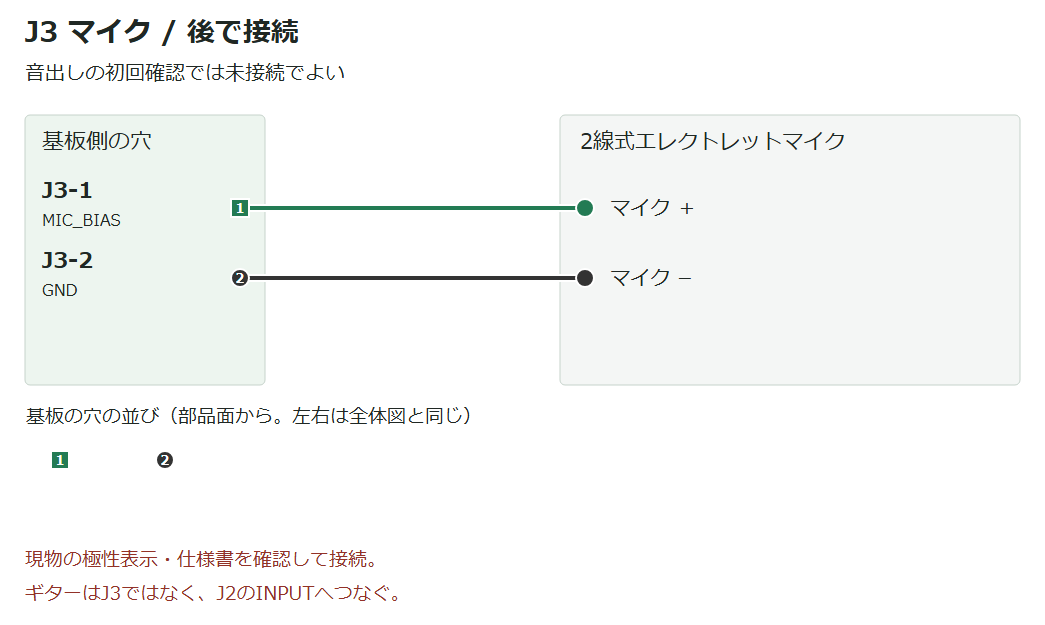 J3 マイク / 後で接続
音出しの初回確認では未接続でよい
基板側の穴
J3-1
MIC_BIAS
1
J3-2
GND
2
2線式エレクトレットマイク
マイク +
マイク −
基板の穴の並び（部品面から。左右は全体図と同じ）
1 2
現物の極性表示・仕様書を確認して接続。
ギターはJ3ではなく、J2のINPUTへつなぐ。